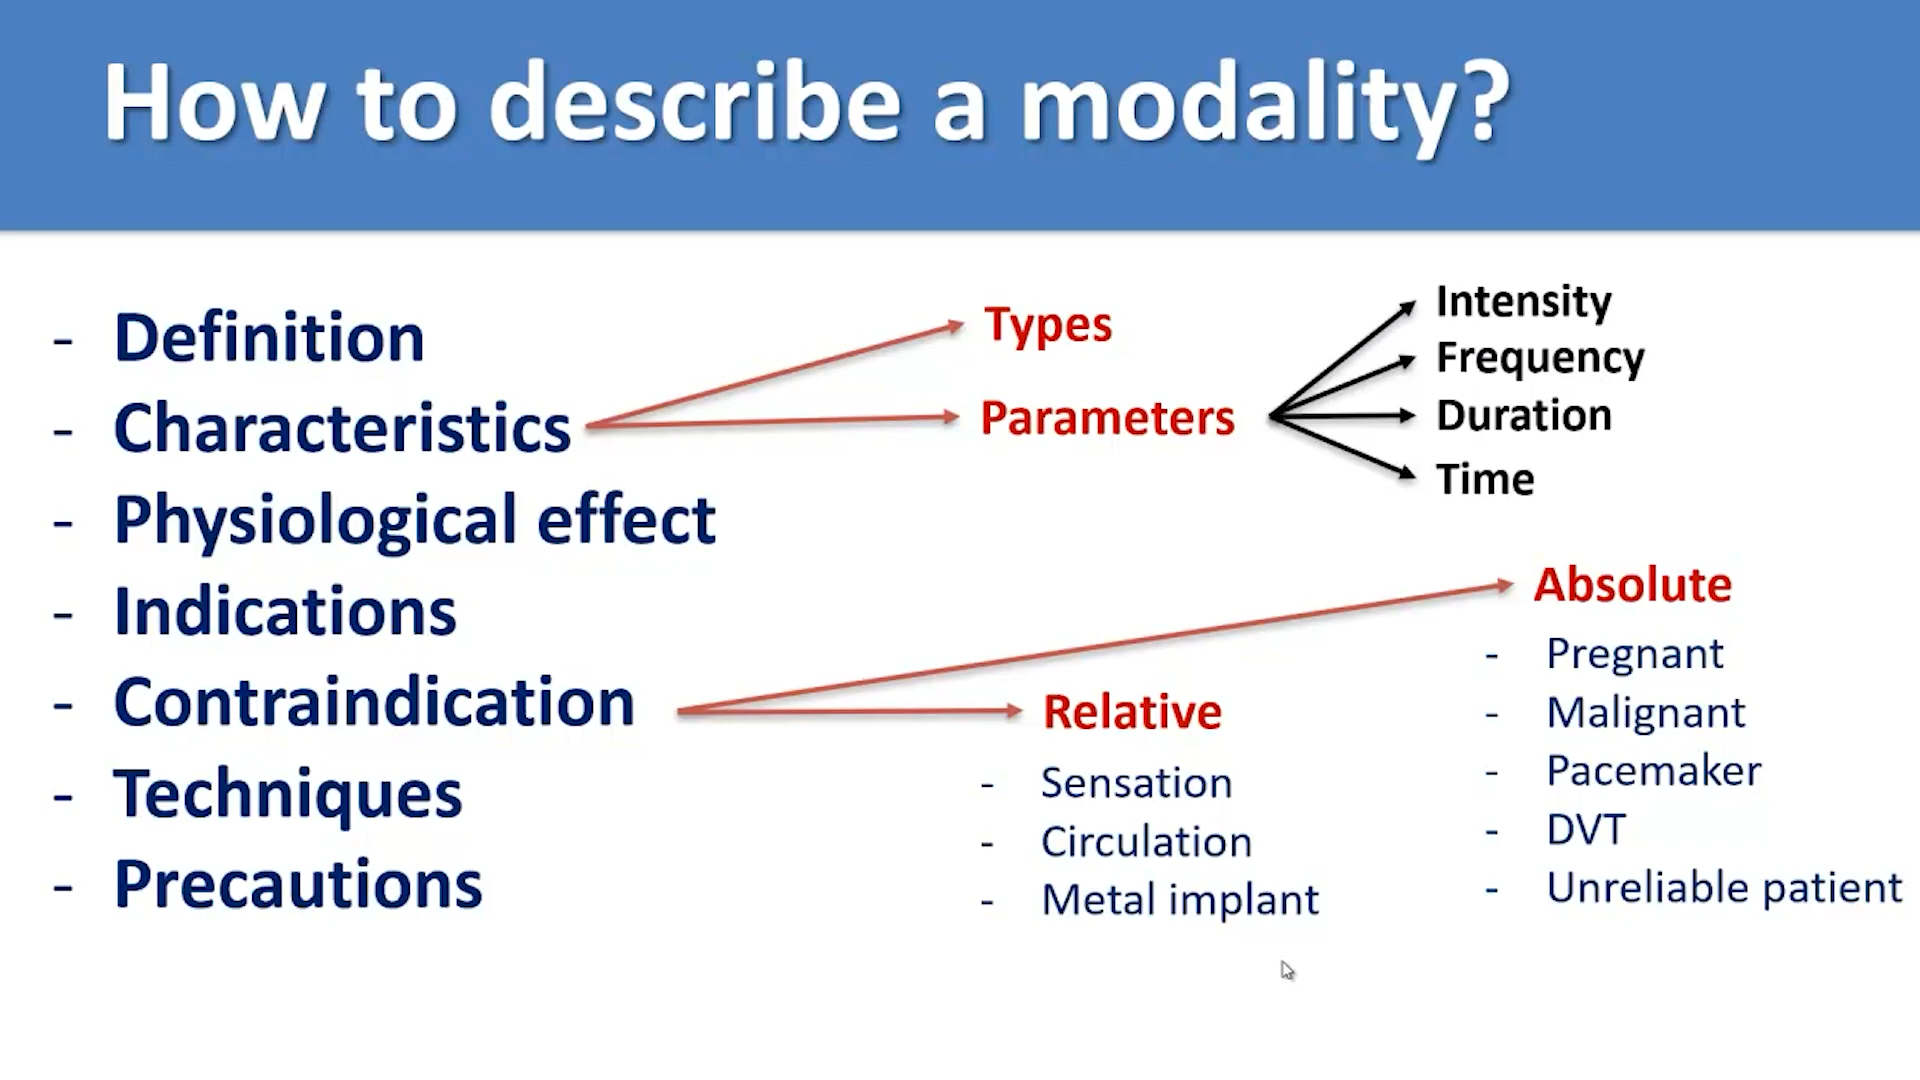 How to describe a modality?
- Definition
- Characteristics
- Physiological effect
- Indications
- Contraindication
- Techniques
- Precautions
Types
Parameters
Intensity
Frequency
Duration
Time
Relative
- Sensation
- Circulation
- Metal implant
Absolute
- Pregnant
- Malignant
- Pacemaker
- DVT
- Unreliable patient